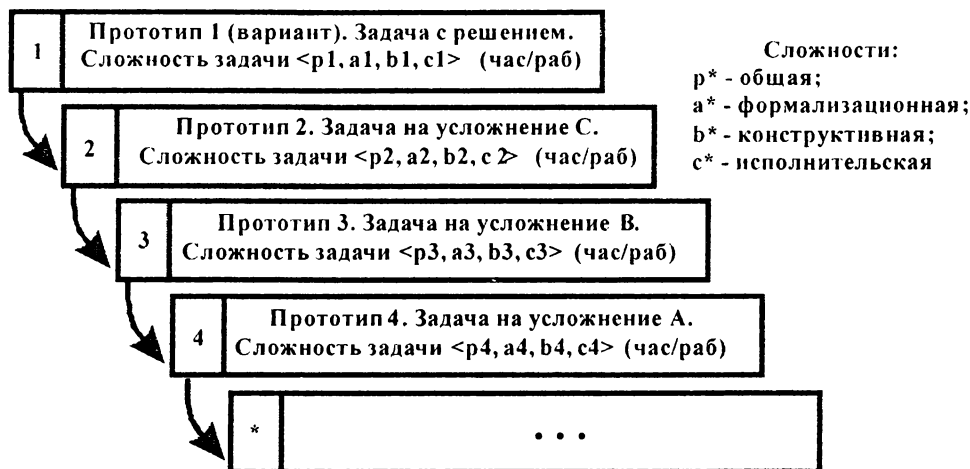 1
Прототип 1 (вариант). Задача с решением.
Сложность задачи <p1, a1, b1, c1> (час/раб)
Сложности:
p* - общая;
a* - формализационная;
b* - конструктивная;
c* - исполнительская
2
Прототип 2. Задача на усложнение С.
Сложность задачи <p2, a2, b2, c 2> (час/раб)
3
Прототип 3. Задача на усложнение В.
Сложность задачи <p3, a3, b3, c3> (час/раб)
4
Прототип 4. Задача на усложнение А.
Сложность задачи <p4, a4, b4, c4> (час/раб)
*
. . .